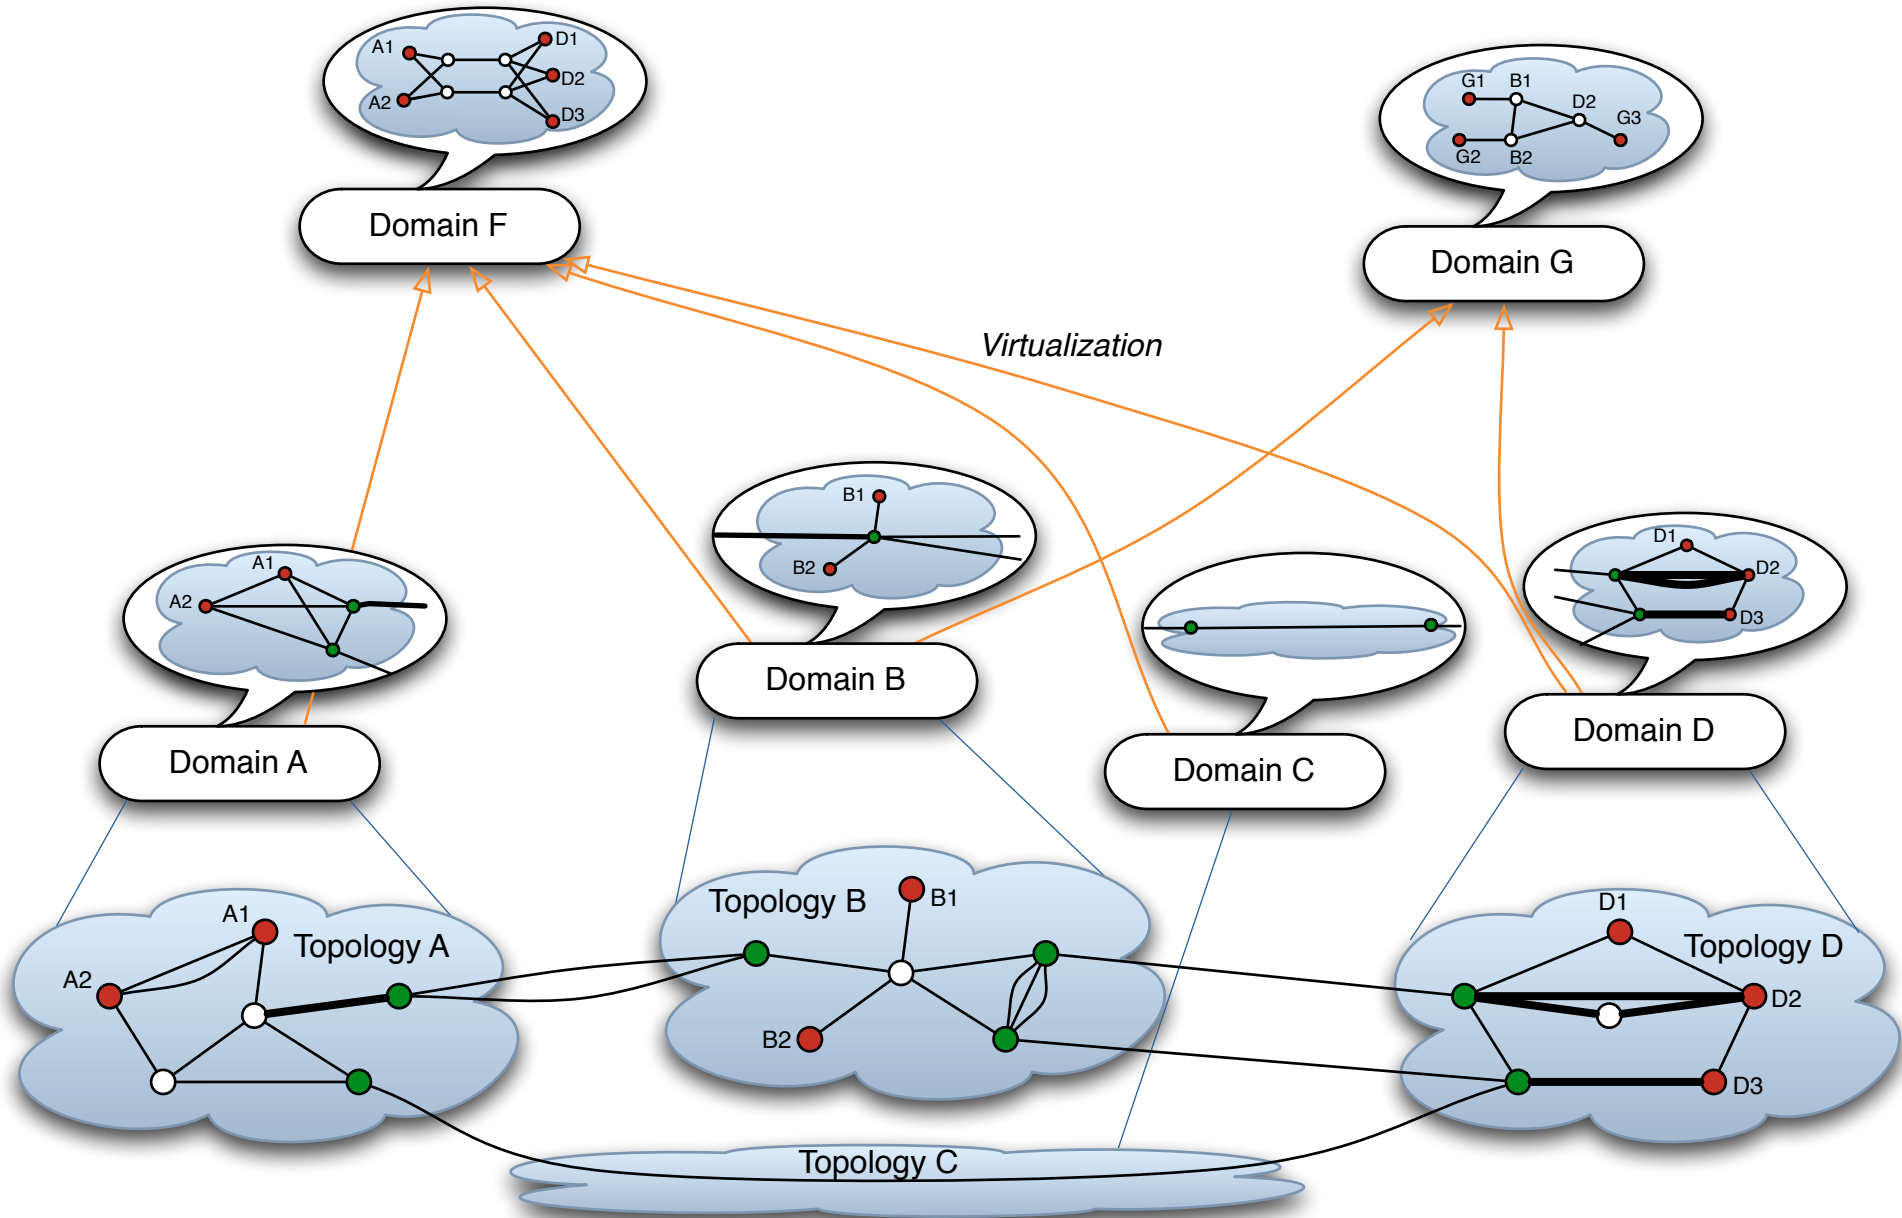 A1
D1
D2
A2
D3
Domain F
G1
B1
D2
G3
G2
B2
Domain G
Virtualization
B1
B2
Domain B
A1
A2
Domain A
Domain C
D1
D2
D3
Domain D
A1
Topology A
A2
Topology B
B1
B2
D1
Topology D
D2
D3
Topology C